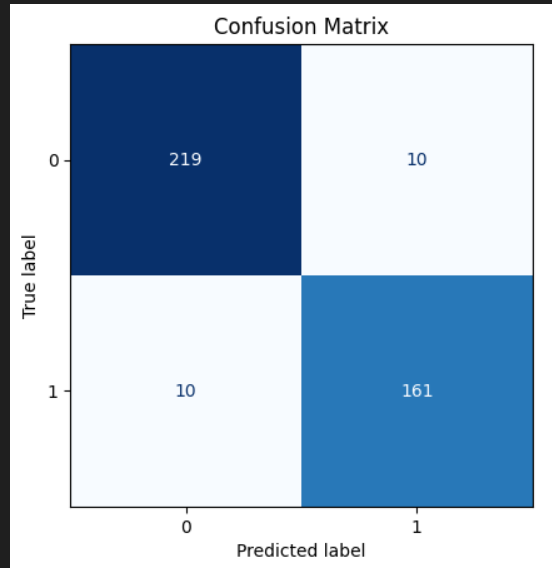 Confusion Matrix
0
219
10
True label
1
10
161
0
1
Predicted label